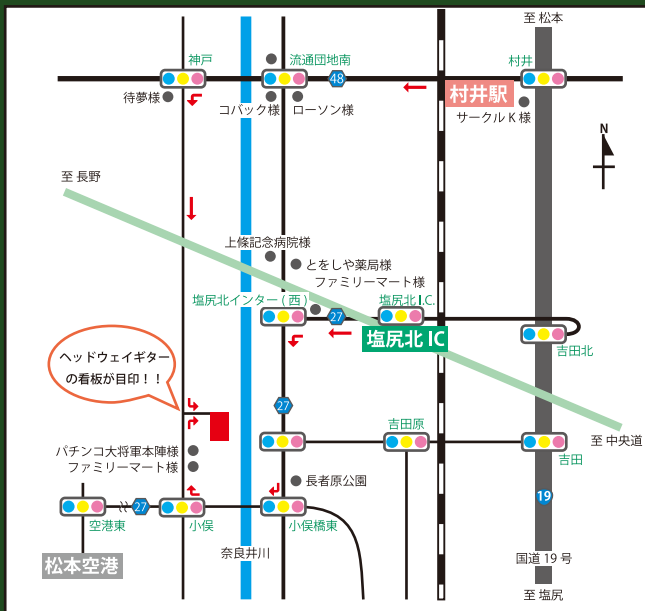 至 松本
神戸
流通団地南
村井
48
待夢様
コバック様
ローソン様
村井駅
サークルK様
N
至 長野
上條記念病院様
とをしや薬局様
ファミリーマート様
塩尻北インター(西)
塩尻北 I.C.
27
塩尻北 IC
吉田北
ヘッドウェイギター
の看板が目印！！
27
吉田原
至 中央道
パチンコ大将軍本陣様
ファミリーマート様
吉田
長者原公園
19
27
空港東
小俣
小俣橋東
奈良井川
国道 19 号
松本空港
至 塩尻